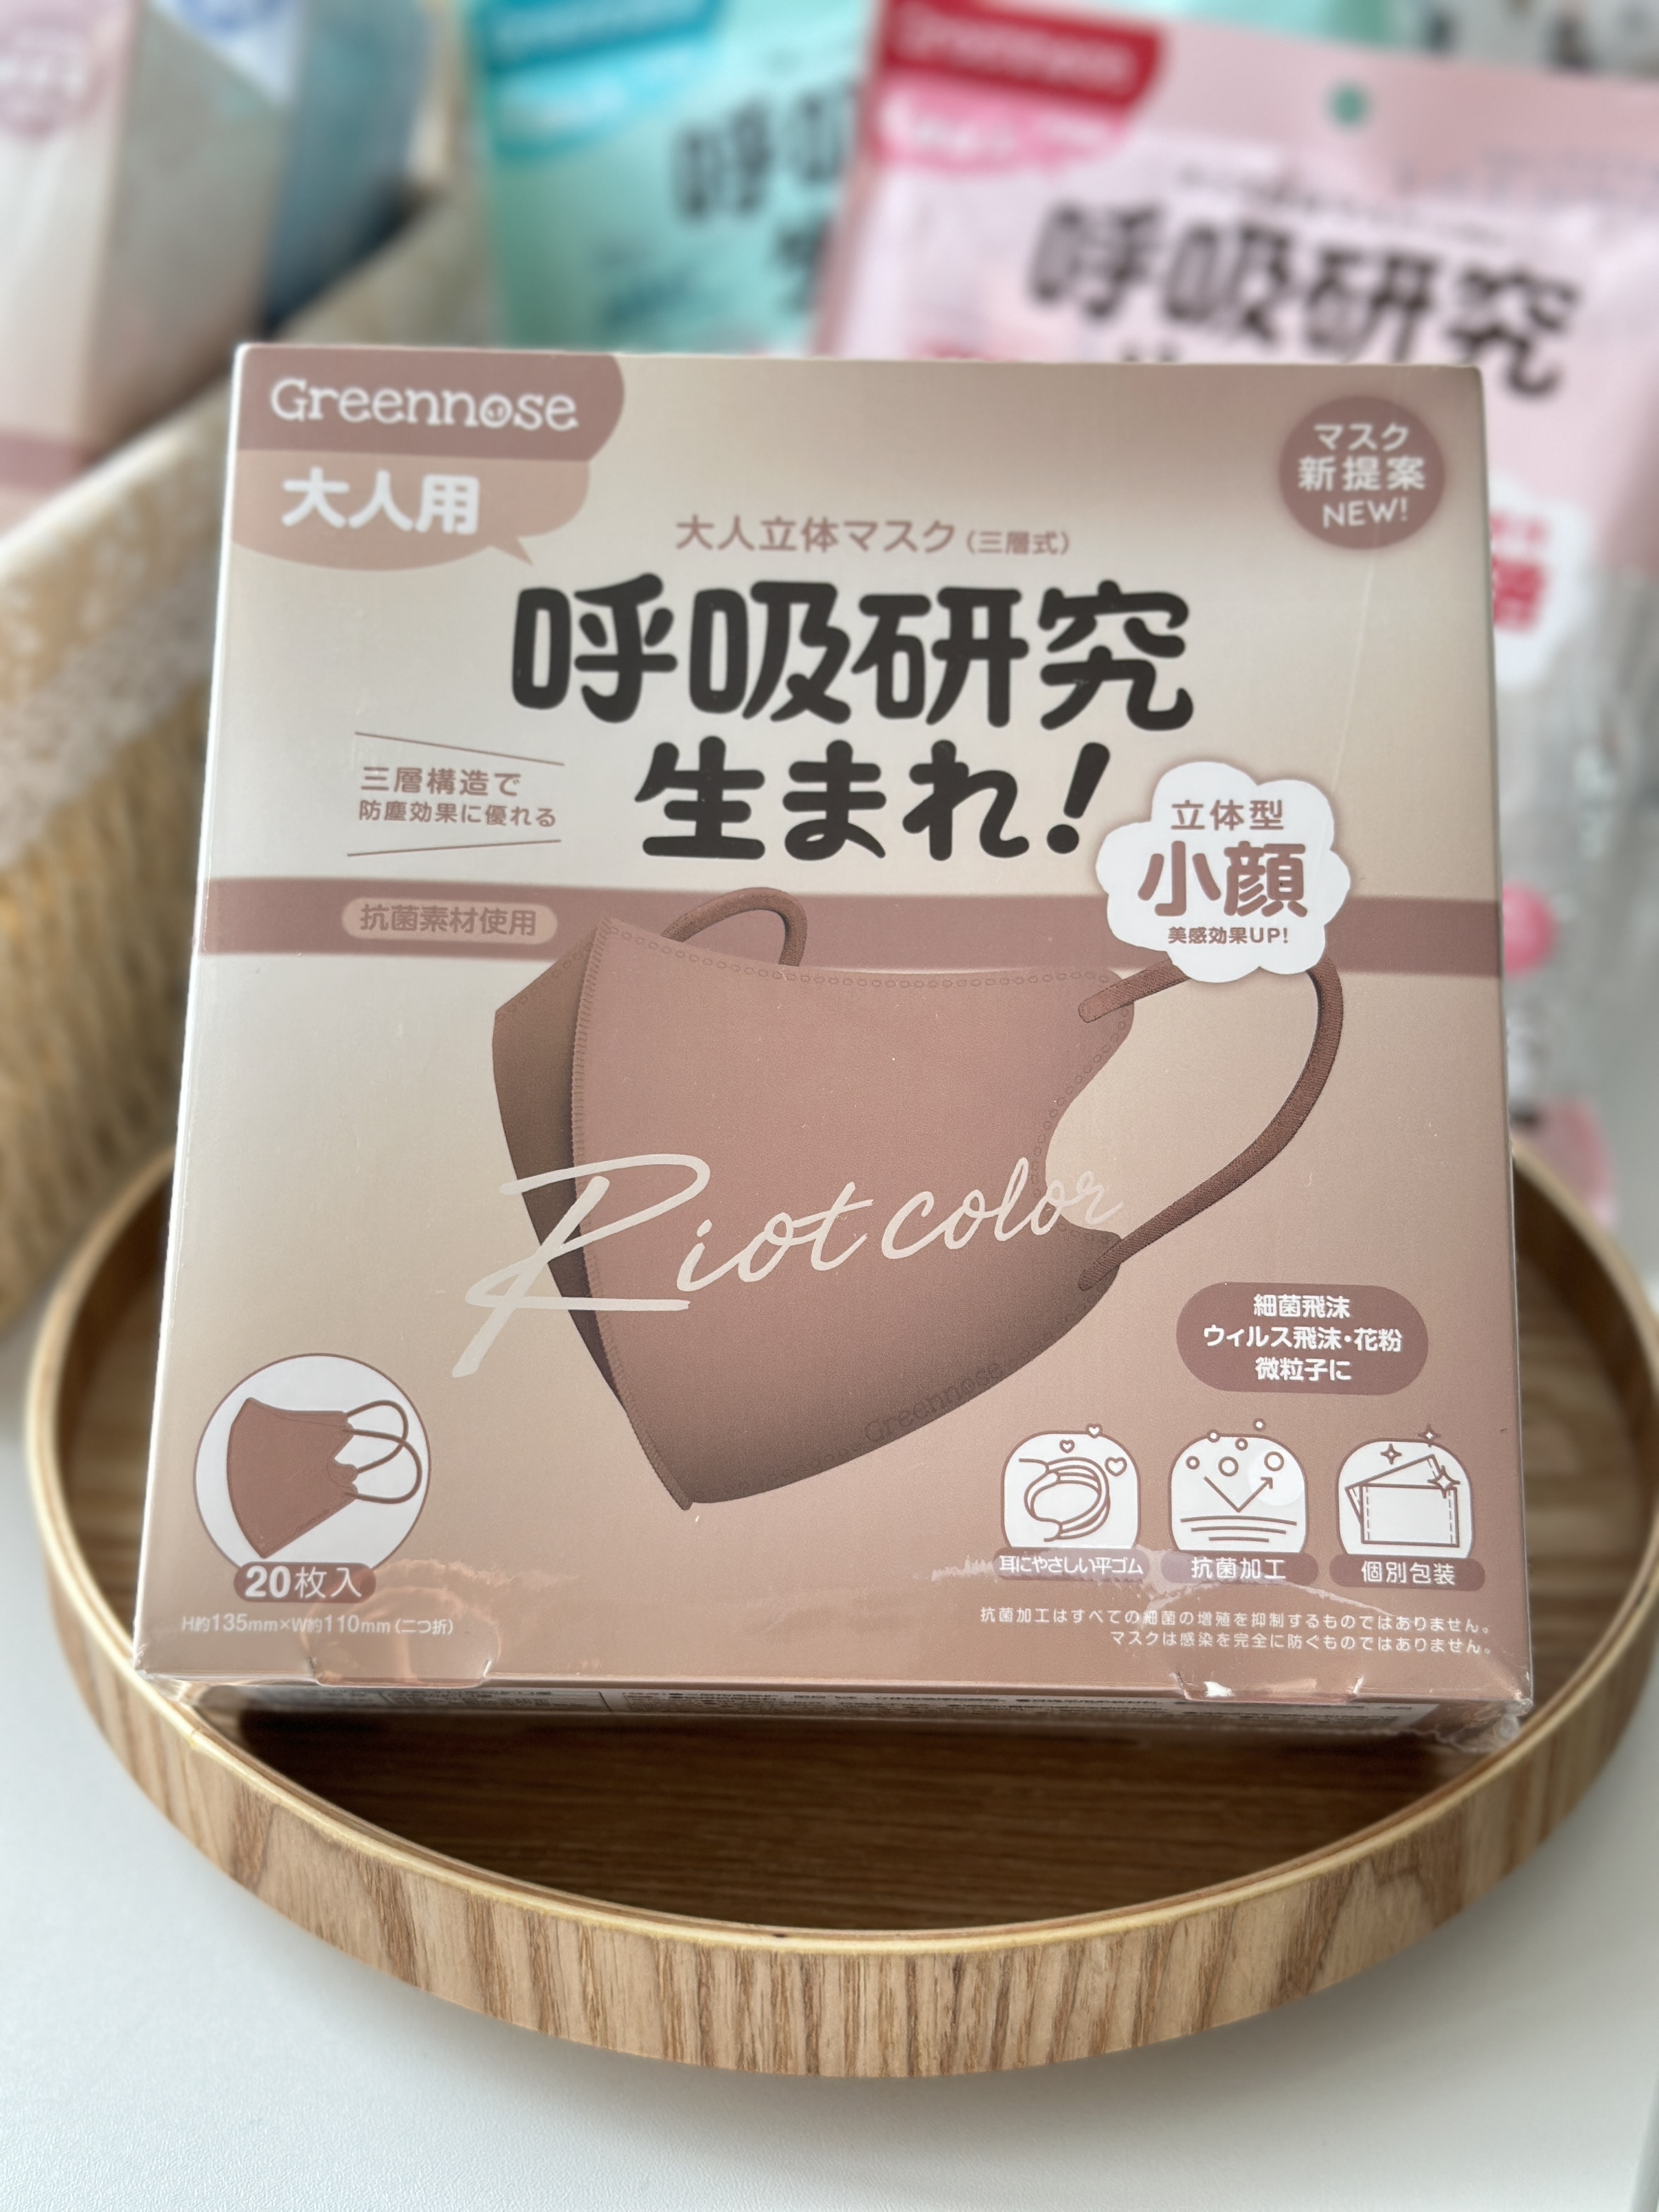 Greennose
大人用
マスク
新提案
NEW!
大人立体マスク(三層式)
呼吸研究
生まれ!
三層構造で
防塵効果に優れる
立体型
小顔
美感効果UP!
抗菌素材使用
Riot color
Greennose
細菌飛沫
ウィルス飛沫・花粉
微粒子に
20枚入
H約135mm×W約110mm(二つ折)
耳にやさしい平ゴム
抗菌加工
個別包装
抗菌加工はすべての細菌の増殖を抑制するものではありません。
マスクは感染を完全に防ぐものではありません。
呼吸研究